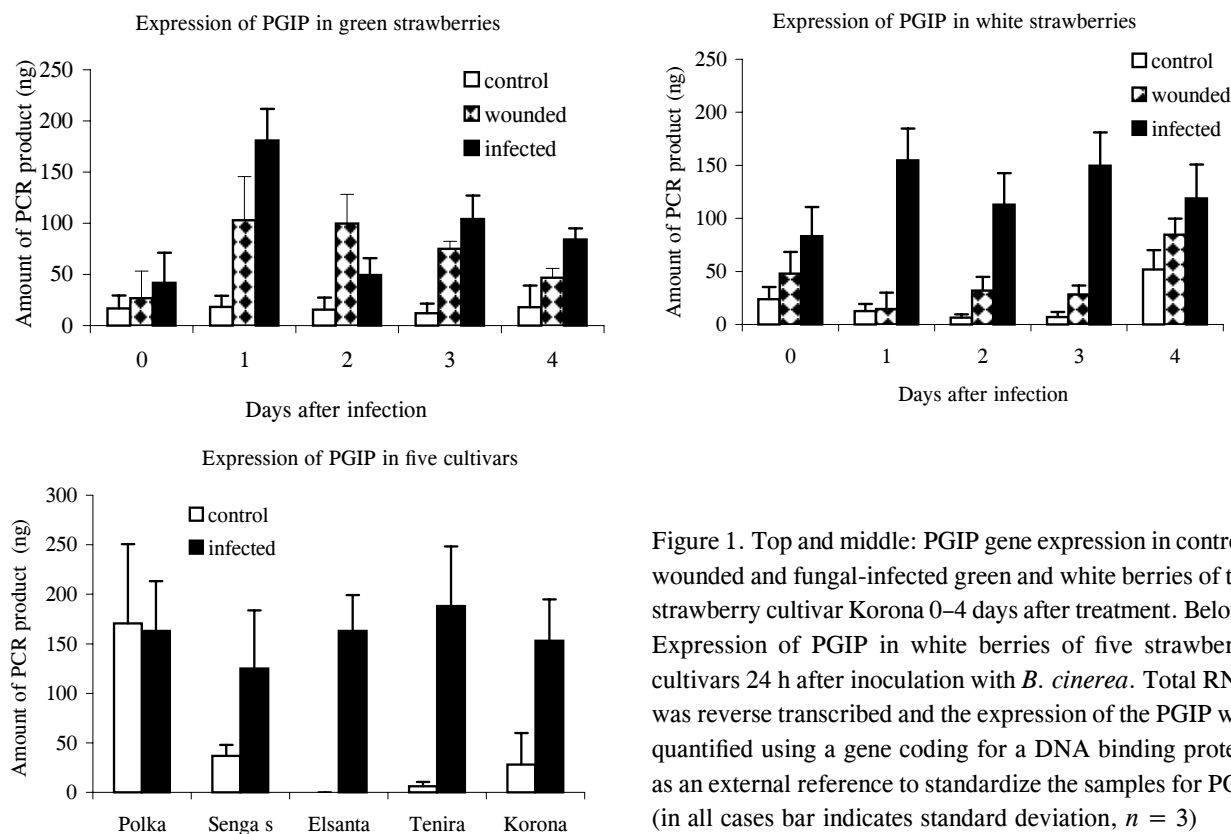 Expression of PGIP in green strawberries
Amount of PCR product (ng)
250
200
150
100
50
0
control
wounded
infected
0 1 2 3 4
Days after infection
Expression of PGIP in white strawberries
Amount of PCR product (ng)
250
200
150
100
50
0
control
wounded
infected
0 1 2 3 4
Days after infection
Expression of PGIP in five cultivars
Amount of PCR product (ng)
300
250
200
150
100
50
0
control
infected
Polka Senga s Elsanta Tenira Korona
Figure 1. Top and middle: PGIP gene expression in control
wounded and fungal-infected green and white berries of
strawberry cultivar Korona 0–4 days after treatment.
Expression of PGIP in white berries of five
cultivars 24 h after inoculation with B. cinerea. Total
was reverse transcribed and the expression of the PGIP
quantified using a gene coding for a DNA binding
as an external reference to standardize the samples for
(in all cases bar indicates standard deviation, n = 3)